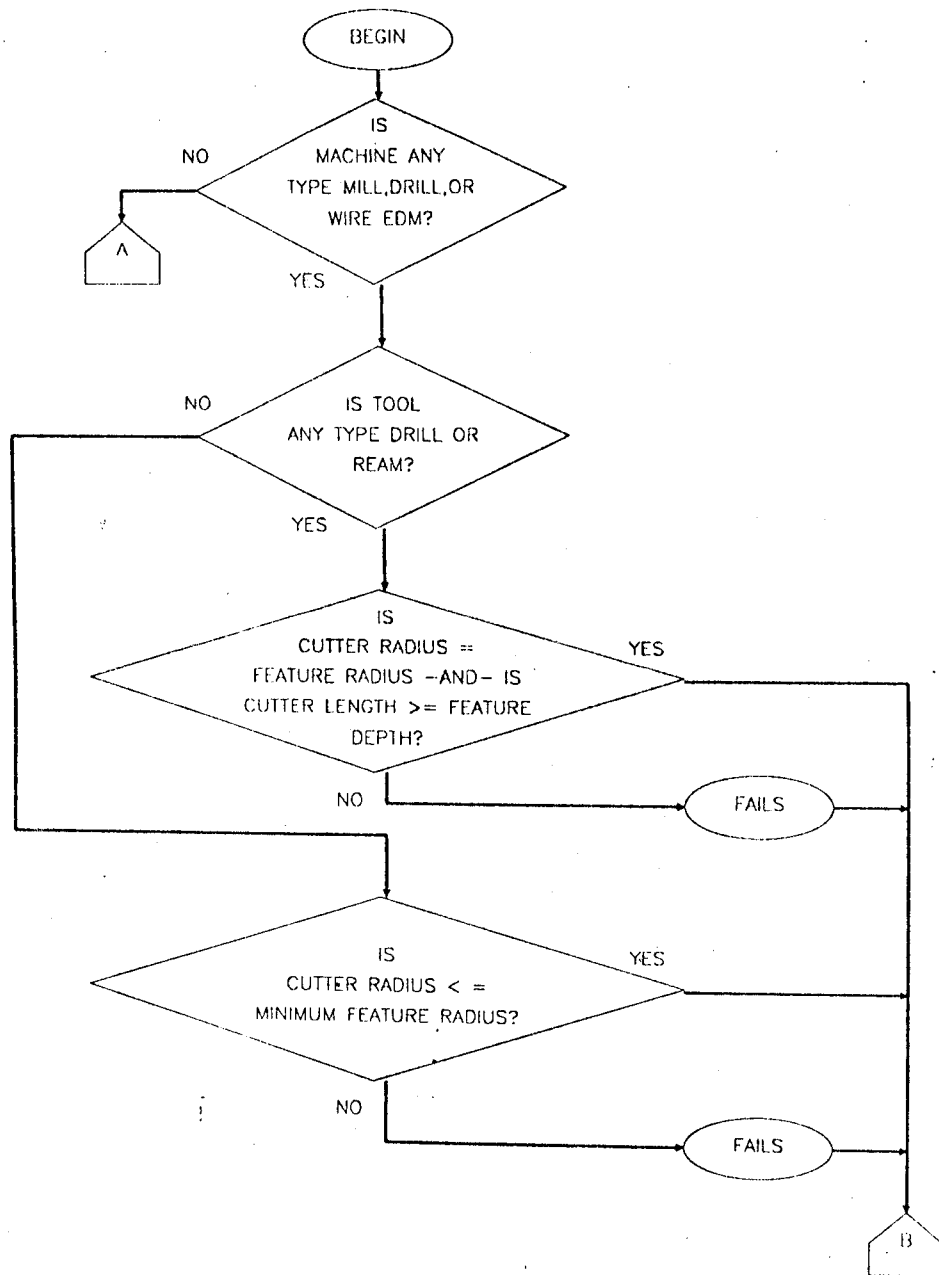 BEGIN
IS
MACHINE ANY
TYPE MILL,DRILL,OR
WIRE EDM?
NO
A
YES
IS TOOL
ANY TYPE DRILL OR
REAM?
NO
YES
IS
CUTTER RADIUS =
FEATURE RADIUS -AND- IS
CUTTER LENGTH >= FEATURE
DEPTH?
YES
NO
FAILS
IS
CUTTER RADIUS < =
MINIMUM FEATURE RADIUS?
YES
NO
FAILS
B